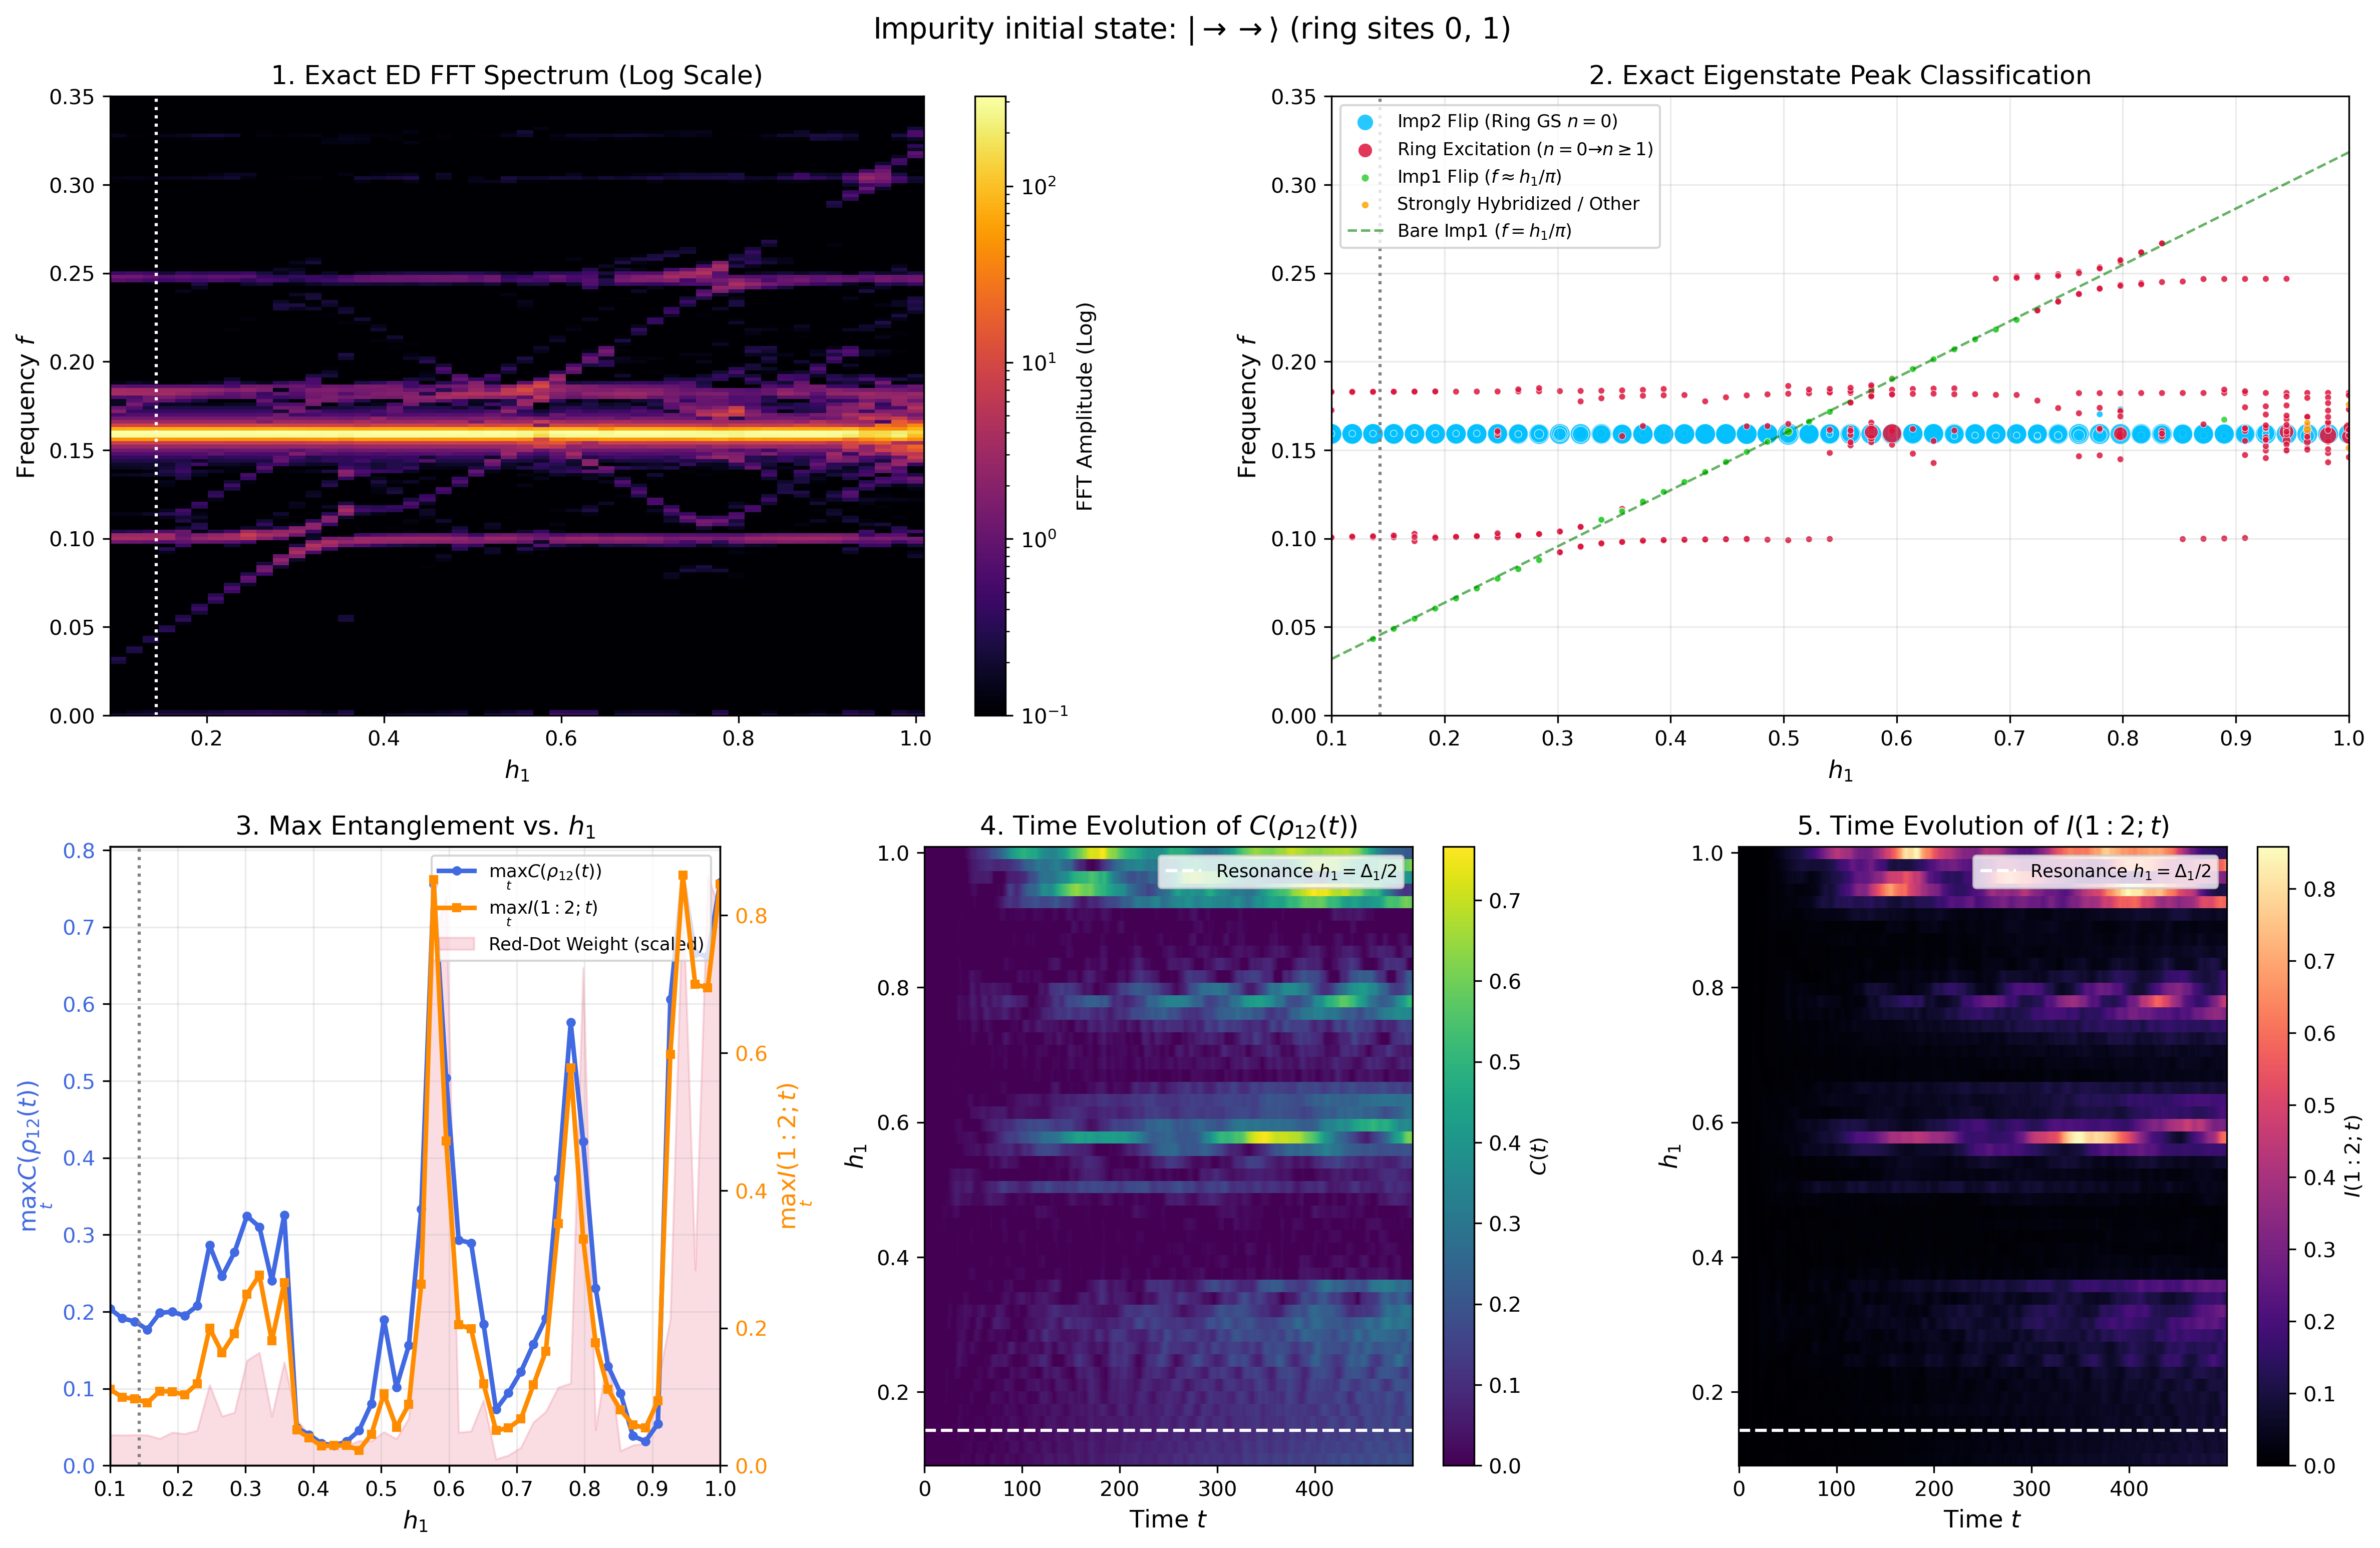 Impurity initial state: |→→⟩ (ring sites 0, 1)
1. Exact ED FFT Spectrum (Log Scale)
Frequency f
0.35
0.30
0.25
0.20
0.15
0.10
0.05
0.00
0.2 0.4 0.6 0.8 1.0
h₁
10²
10¹
10⁰
10⁻¹
FFT Amplitude (Log)
2. Exact Eigenstate Peak Classification
Frequency f
0.35
0.30
0.25
0.20
0.15
0.10
0.05
0.00
Imp2 Flip (Ring GS n = 0)
Ring Excitation (n = 0→n ≥ 1)
Imp1 Flip (f ≈ h₁/π)
Strongly Hybridized / Other
Bare Imp1 (f = h₁/π)
0.1 0.2 0.3 0.4 0.5 0.6 0.7 0.8 0.9 1.0
h₁
3. Max Entanglement vs. h₁
max C(ρ₁₂(t))
t
0.8
0.7
0.6
0.5
0.4
0.3
0.2
0.1
0.0
max C(ρ₁₂(t))
t
max I(1 : 2; t)
t
Red-Dot Weight (scaled)
0.8
0.6
0.4
0.2
0.0
max I(1 : 2; t)
t
0.1 0.2 0.3 0.4 0.5 0.6 0.7 0.8 0.9 1.0
h₁
4. Time Evolution of C(ρ₁₂(t))
h₁
1.0
0.8
0.6
0.4
0.2
Resonance h₁ = Δ₁/2
0 100 200 300 400
Time t
0.7
0.6
0.5
0.4
0.3
0.2
0.1
0.0
C(t)
5. Time Evolution of I(1 : 2; t)
h₁
1.0
0.8
0.6
0.4
0.2
Resonance h₁ = Δ₁/2
0 100 200 300 400
Time t
0.8
0.7
0.6
0.5
0.4
0.3
0.2
0.1
0.0
I(1 : 2; t)